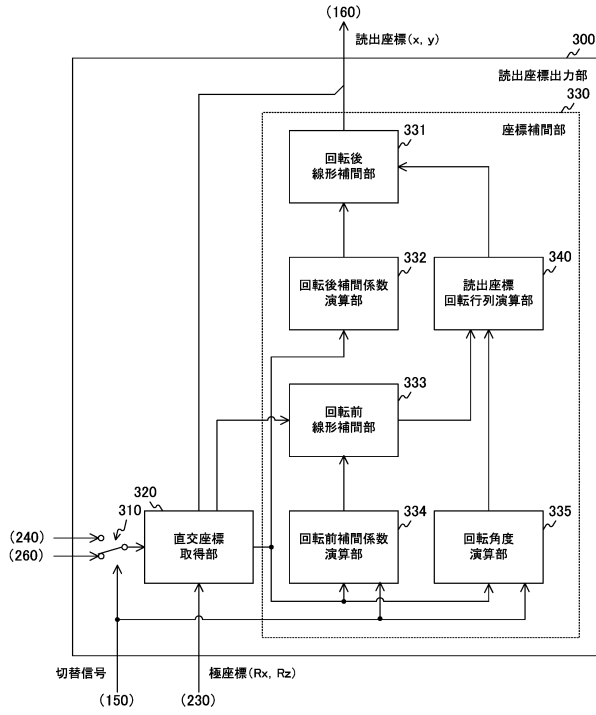 (160)
読出座標(x, y)
300
読出座標出力部
330
座標補間部
331
回転後
線形補間部
332
回転後補間係数
演算部
340
読出座標
回転行列演算部
333
回転前
線形補間部
310
320
直交座標
取得部
334
回転前補間係数
演算部
335
回転角度
演算部
(240)
(260)
切替信号
(150)
極座標(Rx, Rz)
(230)